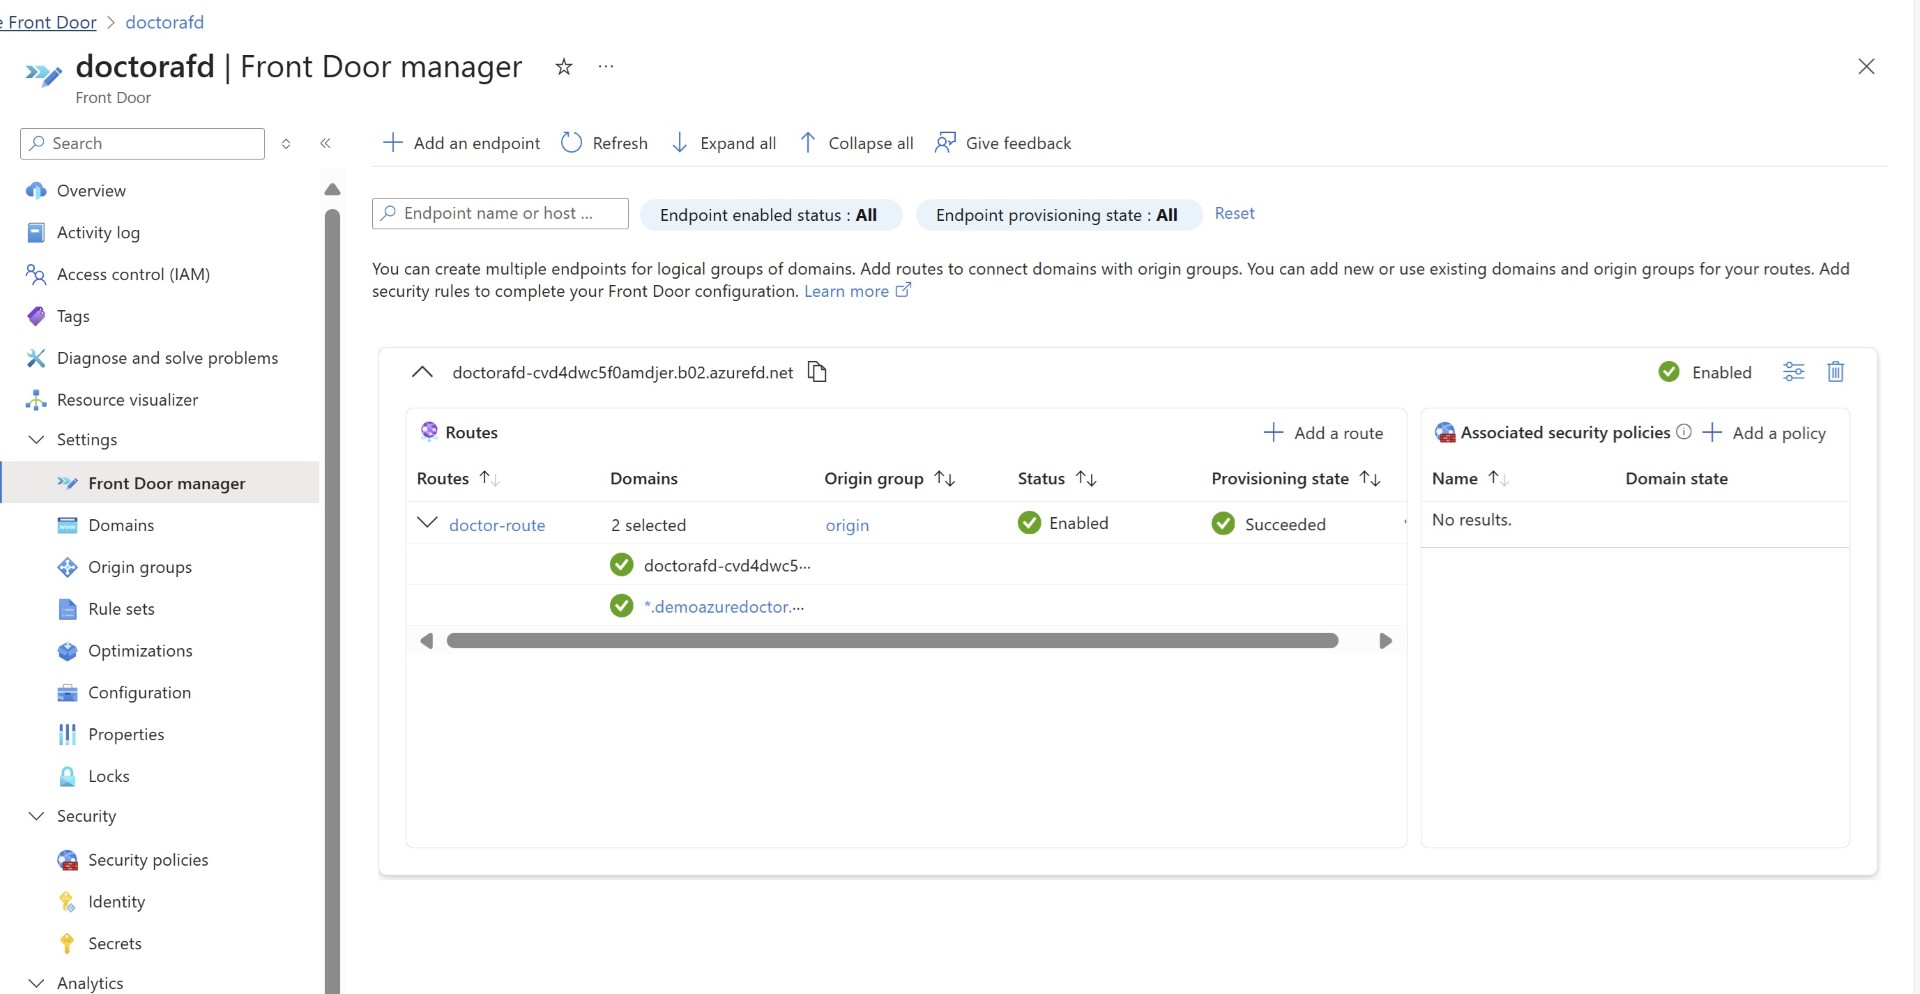 e Front Door > doctorafd
doctorafd | Front Door manager
Front Door
Search
Add an endpoint
Refresh
Expand all
Collapse all
Give feedback
Overview
Activity log
Access control (IAM)
Tags
Diagnose and solve problems
Resource visualizer
Settings
Front Door manager
Domains
Origin groups
Rule sets
Optimizations
Configuration
Properties
Locks
Security
Security policies
Identity
Secrets
Analytics
Endpoint name or host ...
Endpoint enabled status : All
Endpoint provisioning state : All
Reset
You can create multiple endpoints for logical groups of domains. Add routes to connect domains with origin groups. You can add new or use existing domains and origin groups for your routes. Add
security rules to complete your Front Door configuration. Learn more
doctorafd-cvd4dwc5f0amdjer.b02.azurefd.net
Enabled
Routes
Add a route
Routes Domains Origin group Status Provisioning state
doctor-route 2 selected origin Enabled Succeeded
doctorafd-cvd4dwc5...
*.demoazuredoctor....
Associated security policies
Add a policy
Name Domain state
No results.